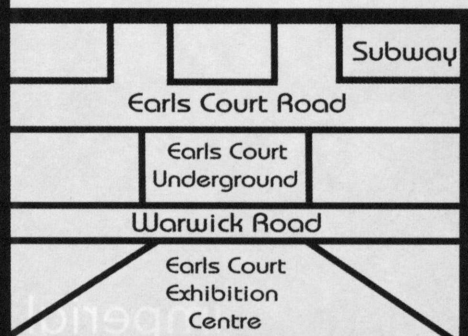 Subway
Earls Court Road
Earls Court
Underground
Warwick Road
Earls Court
Exhibition
Centre